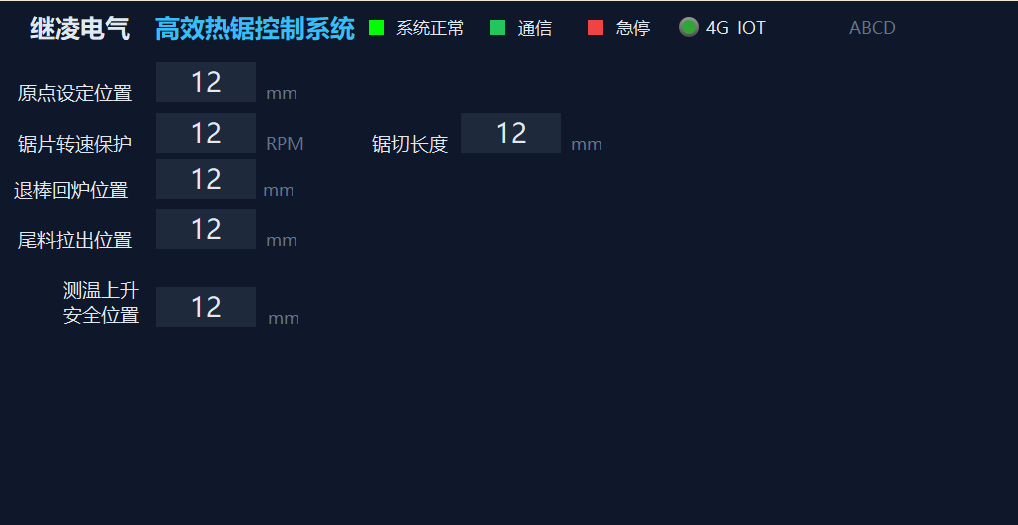 继凌电气 高效热锯控制系统 系统正常 通信 急停 4G IOT ABCD
原点设定位置 12 mm
锯片转速保护 12 RPM 锯切长度 12 mm
退棒回炉位置 12 mm
尾料拉出位置 12 mm
测温上升
安全位置 12 mm